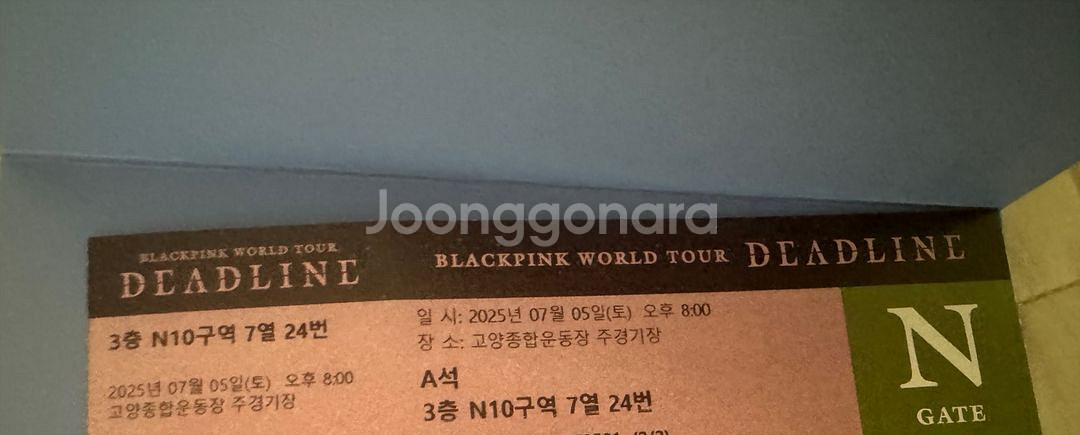 Joonggonara
BLACKPINK WORLD TOUR
DEADLINE
3층 N10구역 7열 24번
2025년 07월 05일(토) 오후 8:00
고양종합운동장 주경기장
BLACKPINK WORLD TOUR DEADLINE
일 시: 2025년 07월 05일(토) 오후 8:00
장 소: 고양종합운동장 주경기장
A석
3층 N10구역 7열 24번
N
GATE